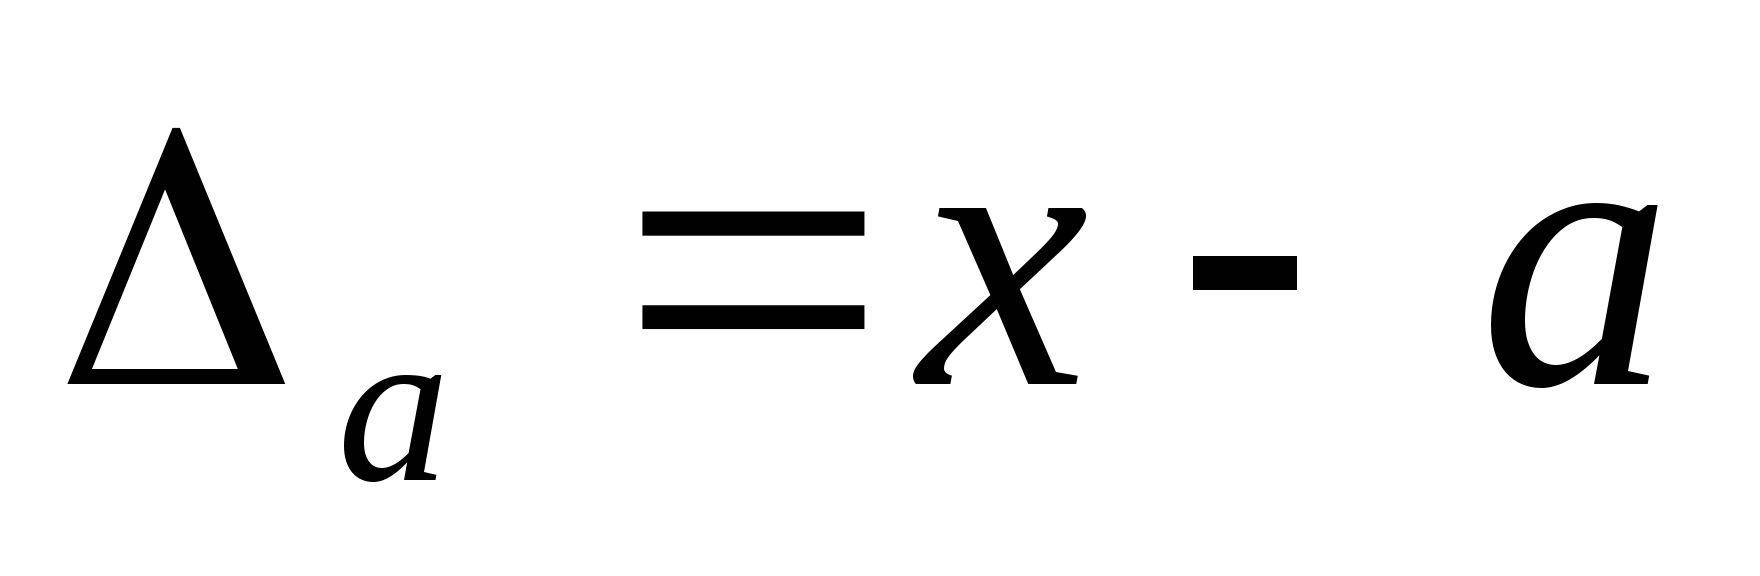 Δₐ = x - a